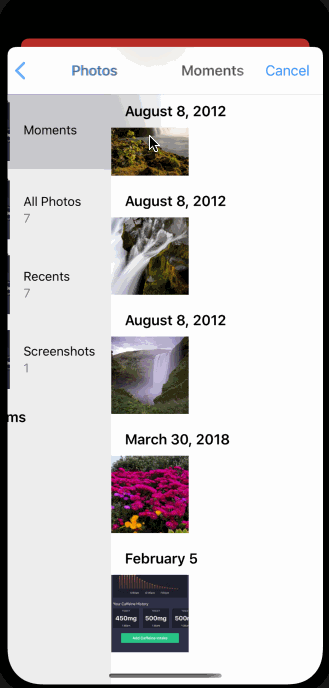 Photos Moments Cancel
Moments
All Photos
7
Recents
7
Screenshots
1
ms
August 8, 2012
August 8, 2012
August 8, 2012
March 30, 2018
February 5
Your Caffeine History
450mg 500mg 500
Add Caffeine Intake